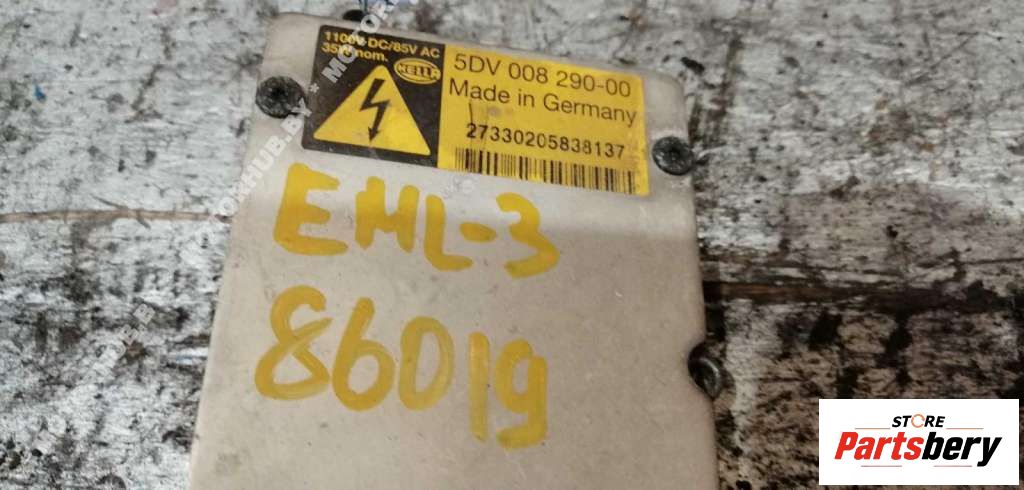 1100V DC/85V AC
35W nom.
HELLA
5DV 008 290-00
Made in Germany
27330205838137
EHL-3
86019
STORE
Partsbery